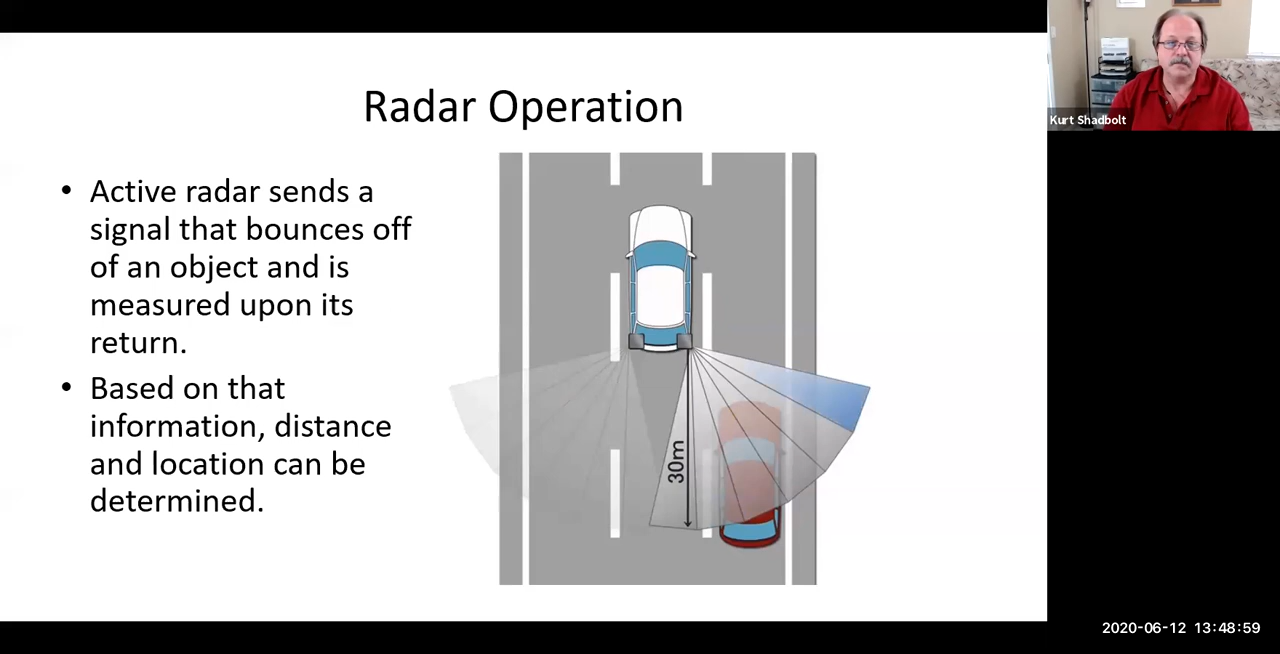 Radar Operation
• Active radar sends a
signal that bounces off
of an object and is
measured upon its
return.
• Based on that
information, distance
and location can be
determined.
30m
Kurt Shadbolt
2020-06-12 13:48:59